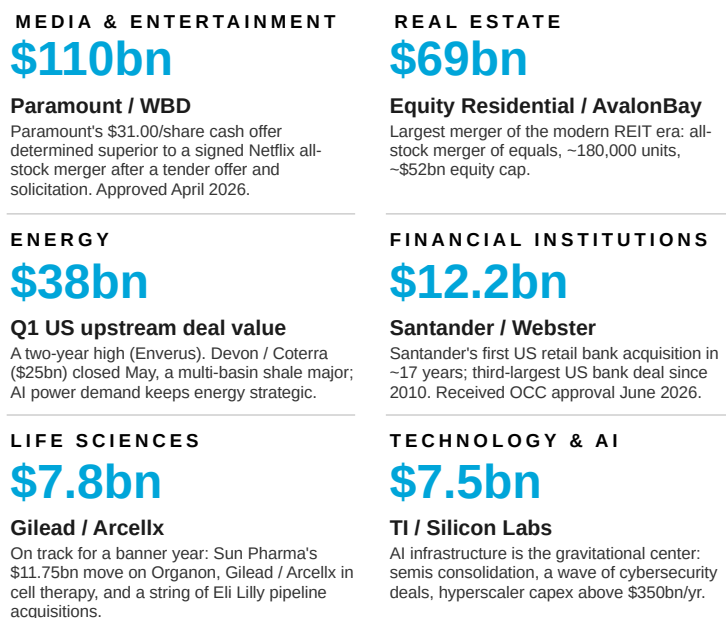 MEDIA & ENTERTAINMENT
$110bn
Paramount / WBD
Paramount's $31.00/share cash offer
determined superior to a signed Netflix all-
stock merger after a tender offer and
solicitation. Approved April 2026.
REAL ESTATE
$69bn
Equity Residential / AvalonBay
Largest merger of the modern REIT era: all-
stock merger of equals, ~180,000 units,
~$52bn equity cap.
ENERGY
$38bn
Q1 US upstream deal value
A two-year high (Enverus). Devon / Coterra
($25bn) closed May, a multi-basin shale major;
AI power demand keeps energy strategic.
FINANCIAL INSTITUTIONS
$12.2bn
Santander / Webster
Santander's first US retail bank acquisition in
~17 years; third-largest US bank deal since
2010. Received OCC approval June 2026.
LIFE SCIENCES
$7.8bn
Gilead / Arcellx
On track for a banner year: Sun Pharma's
$11.75bn move on Organon, Gilead / Arcellx in
cell therapy, and a string of Eli Lilly pipeline
acquisitions.
TECHNOLOGY & AI
$7.5bn
TI / Silicon Labs
AI infrastructure is the gravitational center:
semis consolidation, a wave of cybersecurity
deals, hyperscaler capex above $350bn/yr.